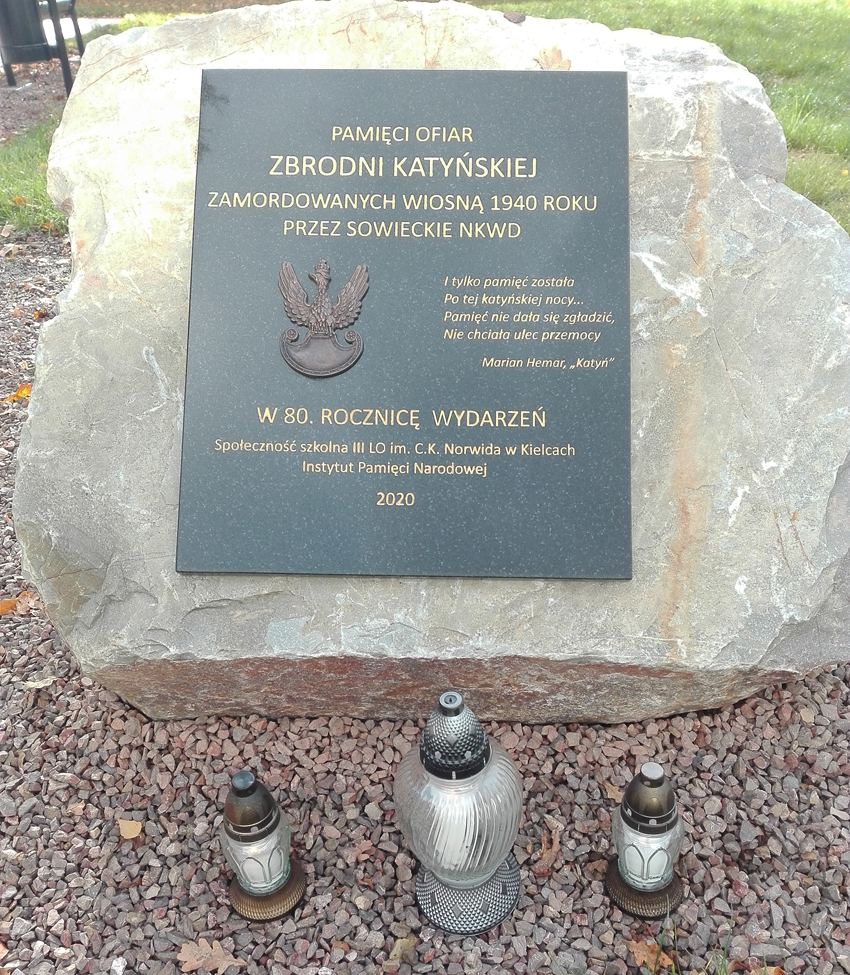 PAMIĘCI OFIAR
ZBRODNI KATYŃSKIEJ
ZAMORDOWANYCH WIOSNĄ 1940 ROKU
PRZEZ SOWIECKIE NKWD
I tylko pamięć została
Po tej katyńskiej nocy...
Pamięć nie dała się zgładzić,
Nie chciała ulec przemocy
Marian Hemar, „Katyń”
W 80. ROCZNICĘ WYDARZEŃ
Społeczność szkolna III LO im. C.K. Norwida w Kielcach
Instytut Pamięci Narodowej
2020